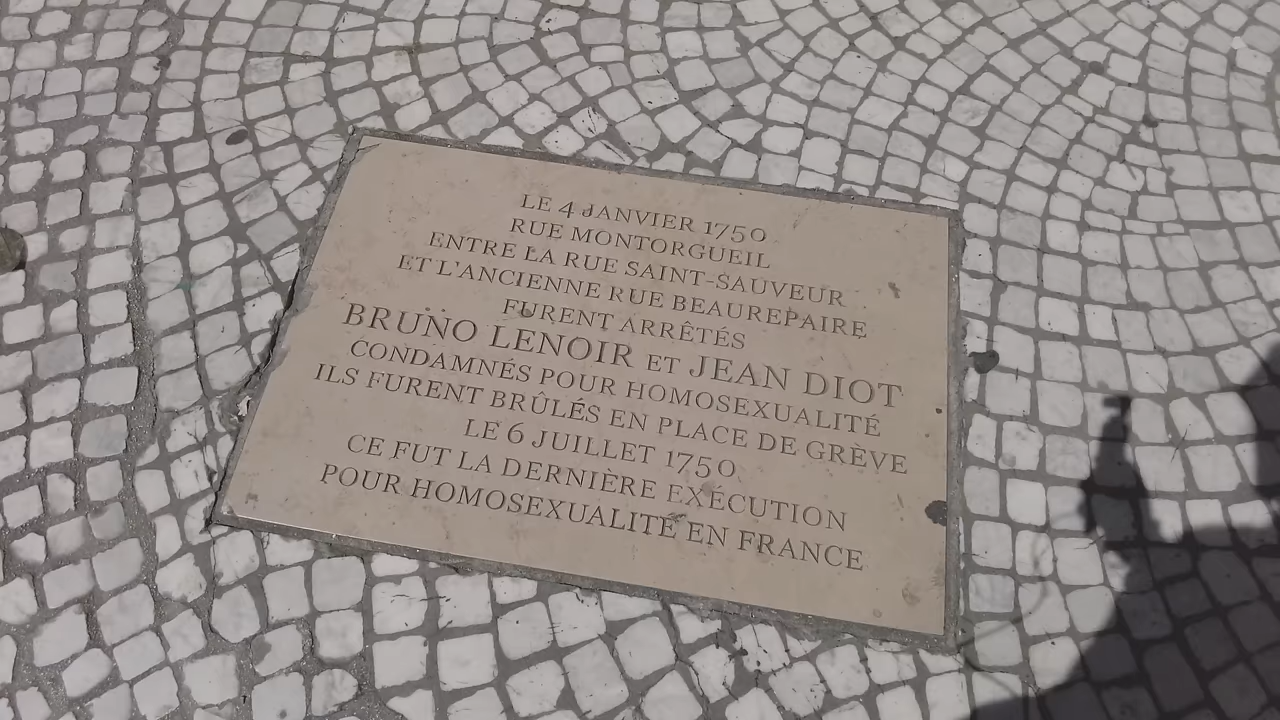 LE 4 JANVIER 1750
RUE MONTORGUEIL
ENTRE LA RUE SAINT-SAUVEUR
ET L'ANCIENNE RUE BEAUREPAIRE
FURENT ARRÊTÉS
BRUNO LENOIR ET JEAN DIOT
CONDAMNÉS POUR HOMOSEXUALITÉ
ILS FURENT BRÛLÉS EN PLACE DE GRÈVE
LE 6 JUILLET 1750
CE FUT LA DERNIÈRE EXÉCUTION
POUR HOMOSEXUALITÉ EN FRANCE